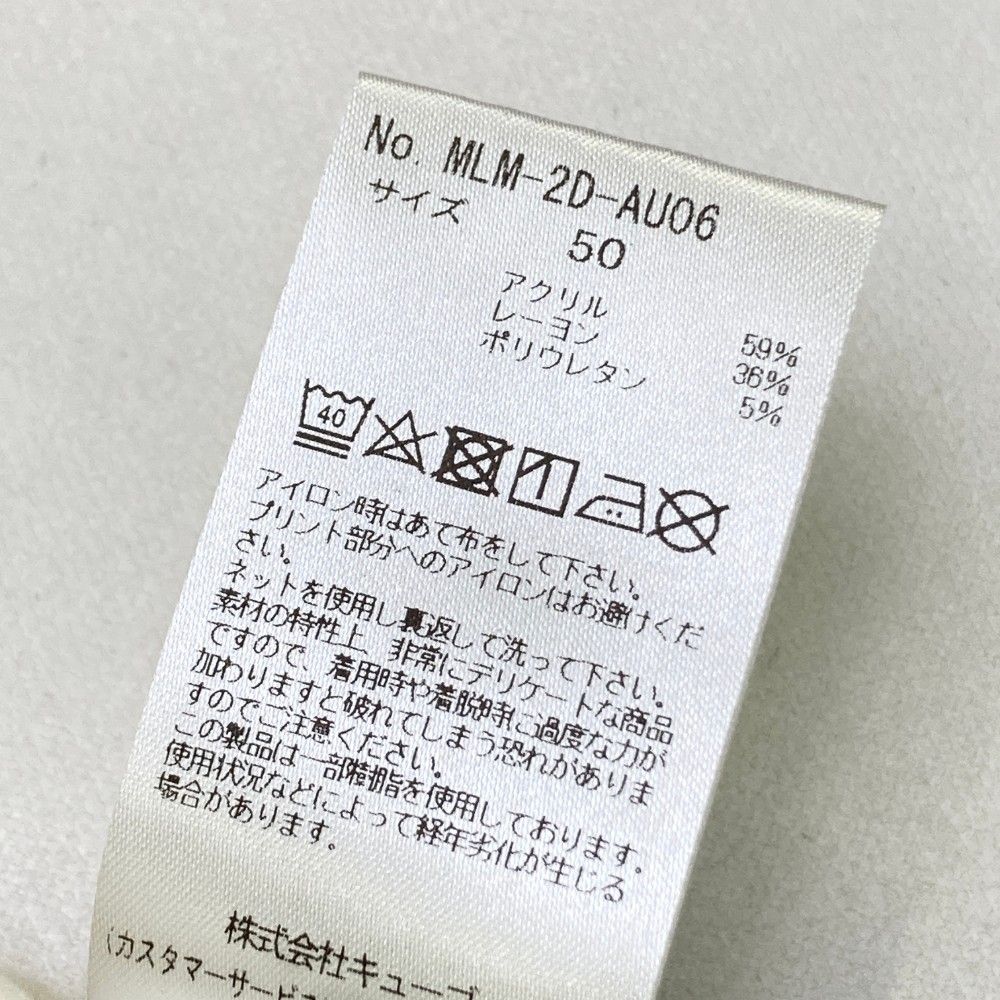 No. MLM-2D-AU06
サイズ
50
アクリル 59%
レーヨン 36%
ポリウレタン 5%
40
アイロン時はあて布をして下さい。
プリント部分へのアイロンはお避けくだ
さい。
ネットを使用し裏返して洗って下さい。
素材の特性上、非常にデリケートな商品
ですので、着用時や着脱時に過度な力が
加わりますと破れてしまう恐れがありま
すのでご注意ください。
この製品は一部樹脂を使用しております。
使用状況などによって経年劣化が生じる
場合があります。
株式会社キューブ
(カスタマーサービス